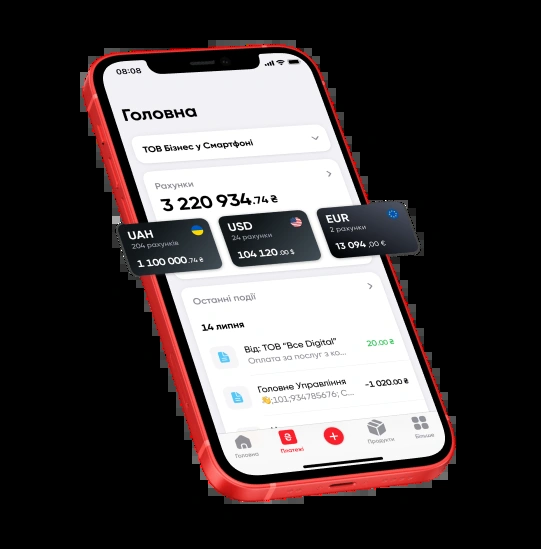 08:08
Головна
ТОВ Бізнес у Смартфоні
Рахунки
3 220 934.74 ₴
UAH
204 рахунків
1 100 000.74 ₴
USD
24 рахунки
104 120.00 $
EUR
2 рахунки
13 094 ,00 €
Останні події
14 липня
Від: ТОВ "Все Digital"
20.00 ₴
Оплата за послуг з ко...
Головне Управління
-1 020.00 ₴
👋;101;934785676; С...
Головна
Платежі
Продукти
Більше